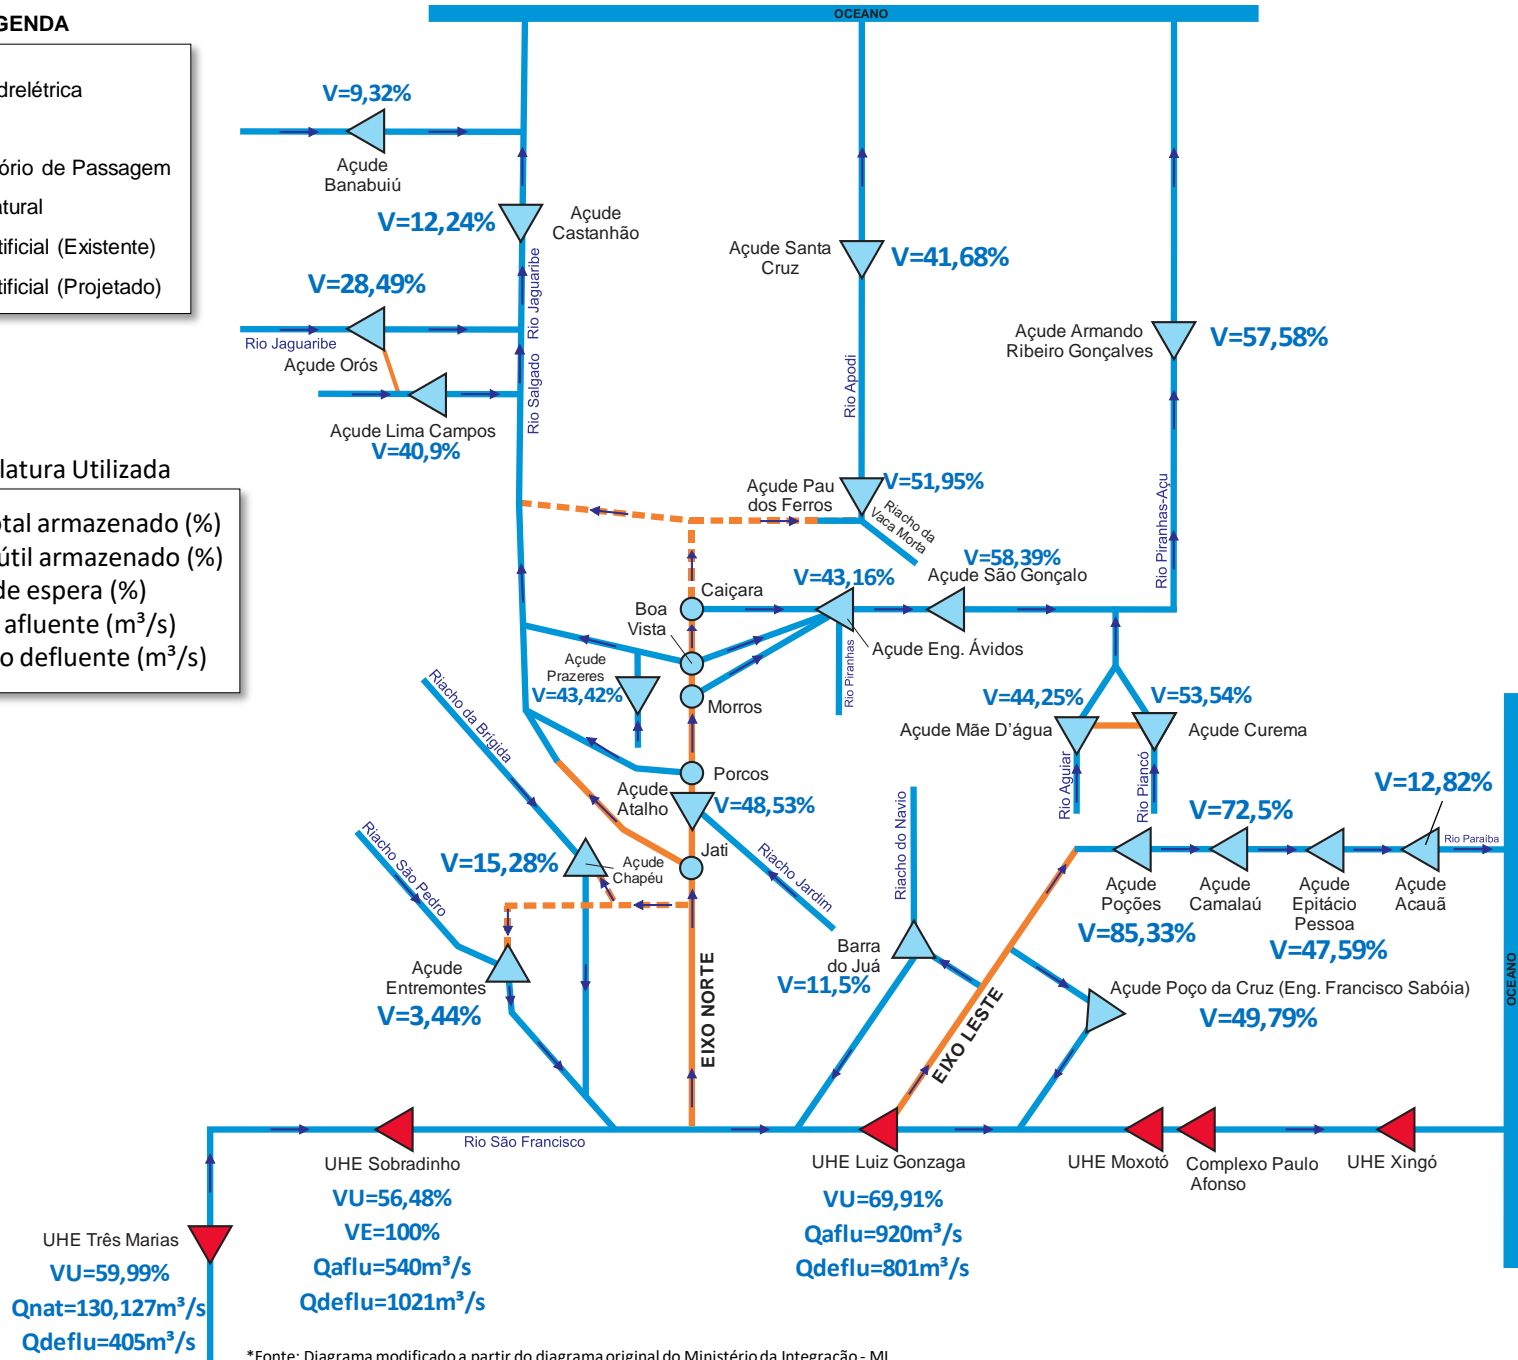 OCEANO
GENDA
drelétrica
ório de Passagem
atural
tificial (Existente)
tificial (Projetado)
V=9,32%
Açude
Banabuiú
V=12,24%
Açude
Castanhão
Rio Jaguaribe
V=28,49%
Rio Jaguaribe
Açude Orós
Rio Salgado
Açude Lima Campos
V=40,9%
Açude Santa
Cruz
V=41,68%
Rio Apodi
Açude Armando
Ribeiro Gonçalves
V=57,58%
Rio Piranhas-Açu
latura Utilizada
otal armazenado (%)
útil armazenado (%)
de espera (%)
afluente (m³/s)
o defluente (m³/s)
Açude Pau
dos Ferros
V=51,95%
Riacho da
Vaca Morta
V=58,39%
Açude São Gonçalo
V=43,16%
Caiçara
Boa
Vista
Açude Eng. Ávidos
Rio Piranhas
Açude
Prazeres
V=43,42%
Morros
Riacho da Brígida
Porcos
Açude
Atalho
V=48,53%
Jati
Riacho Jardim
V=44,25%
V=53,54%
Açude Mãe D'água
Açude Curema
Rio Aguiar
Rio Piancó
V=12,82%
V=72,5%
Rio Paraíba
Açude
Poções
Açude
Camalaú
Açude
Epitácio
Pessoa
Açude
Acauã
V=85,33%
V=47,59%
Riacho São Pedro
V=15,28%
Açude
Chapéu
Riacho do Navio
Barra
do Juá
V=11,5%
Açude
Entremontes
V=3,44%
EIXO NORTE
EIXO LESTE
Açude Poço da Cruz (Eng. Francisco Sabóia)
V=49,79%
OCEANO
Rio São Francisco
UHE Sobradinho
VU=56,48%
VE=100%
Qaflu=540m³/s
Qdeflu=1021m³/s
UHE Luiz Gonzaga
VU=69,91%
Qaflu=920m³/s
Qdeflu=801m³/s
UHE Moxotó
Complexo Paulo
Afonso
UHE Xingó
UHE Três Marias
VU=59,99%
Qnat=130,127m³/s
Qdeflu=405m³/s
*Fonte: Diagrama modificado a partir do diagrama original do Ministério da Integração - MI